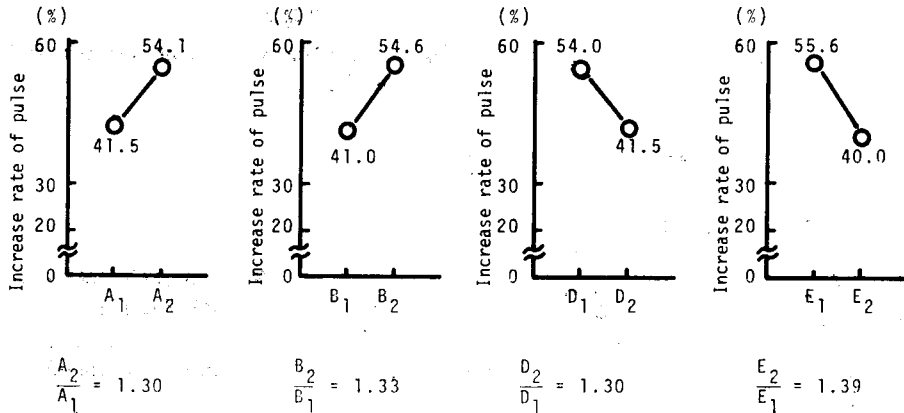 (%) (%) (%) (%)
60 54.1 60 54.6 60 54.0 60 55.6
Increase rate of pulse Increase rate of pulse Increase rate of pulse Increase rate of pulse
41.5 41.0 41.5 40.0
30 30 30 30
20 20 20 20
0 0 0 0
A1 A2 B1 B2 D1 D2 E1 E2
A2/A1 = 1.30 B2/B1 = 1.33 D2/D1 = 1.30 E2/E1 = 1.39